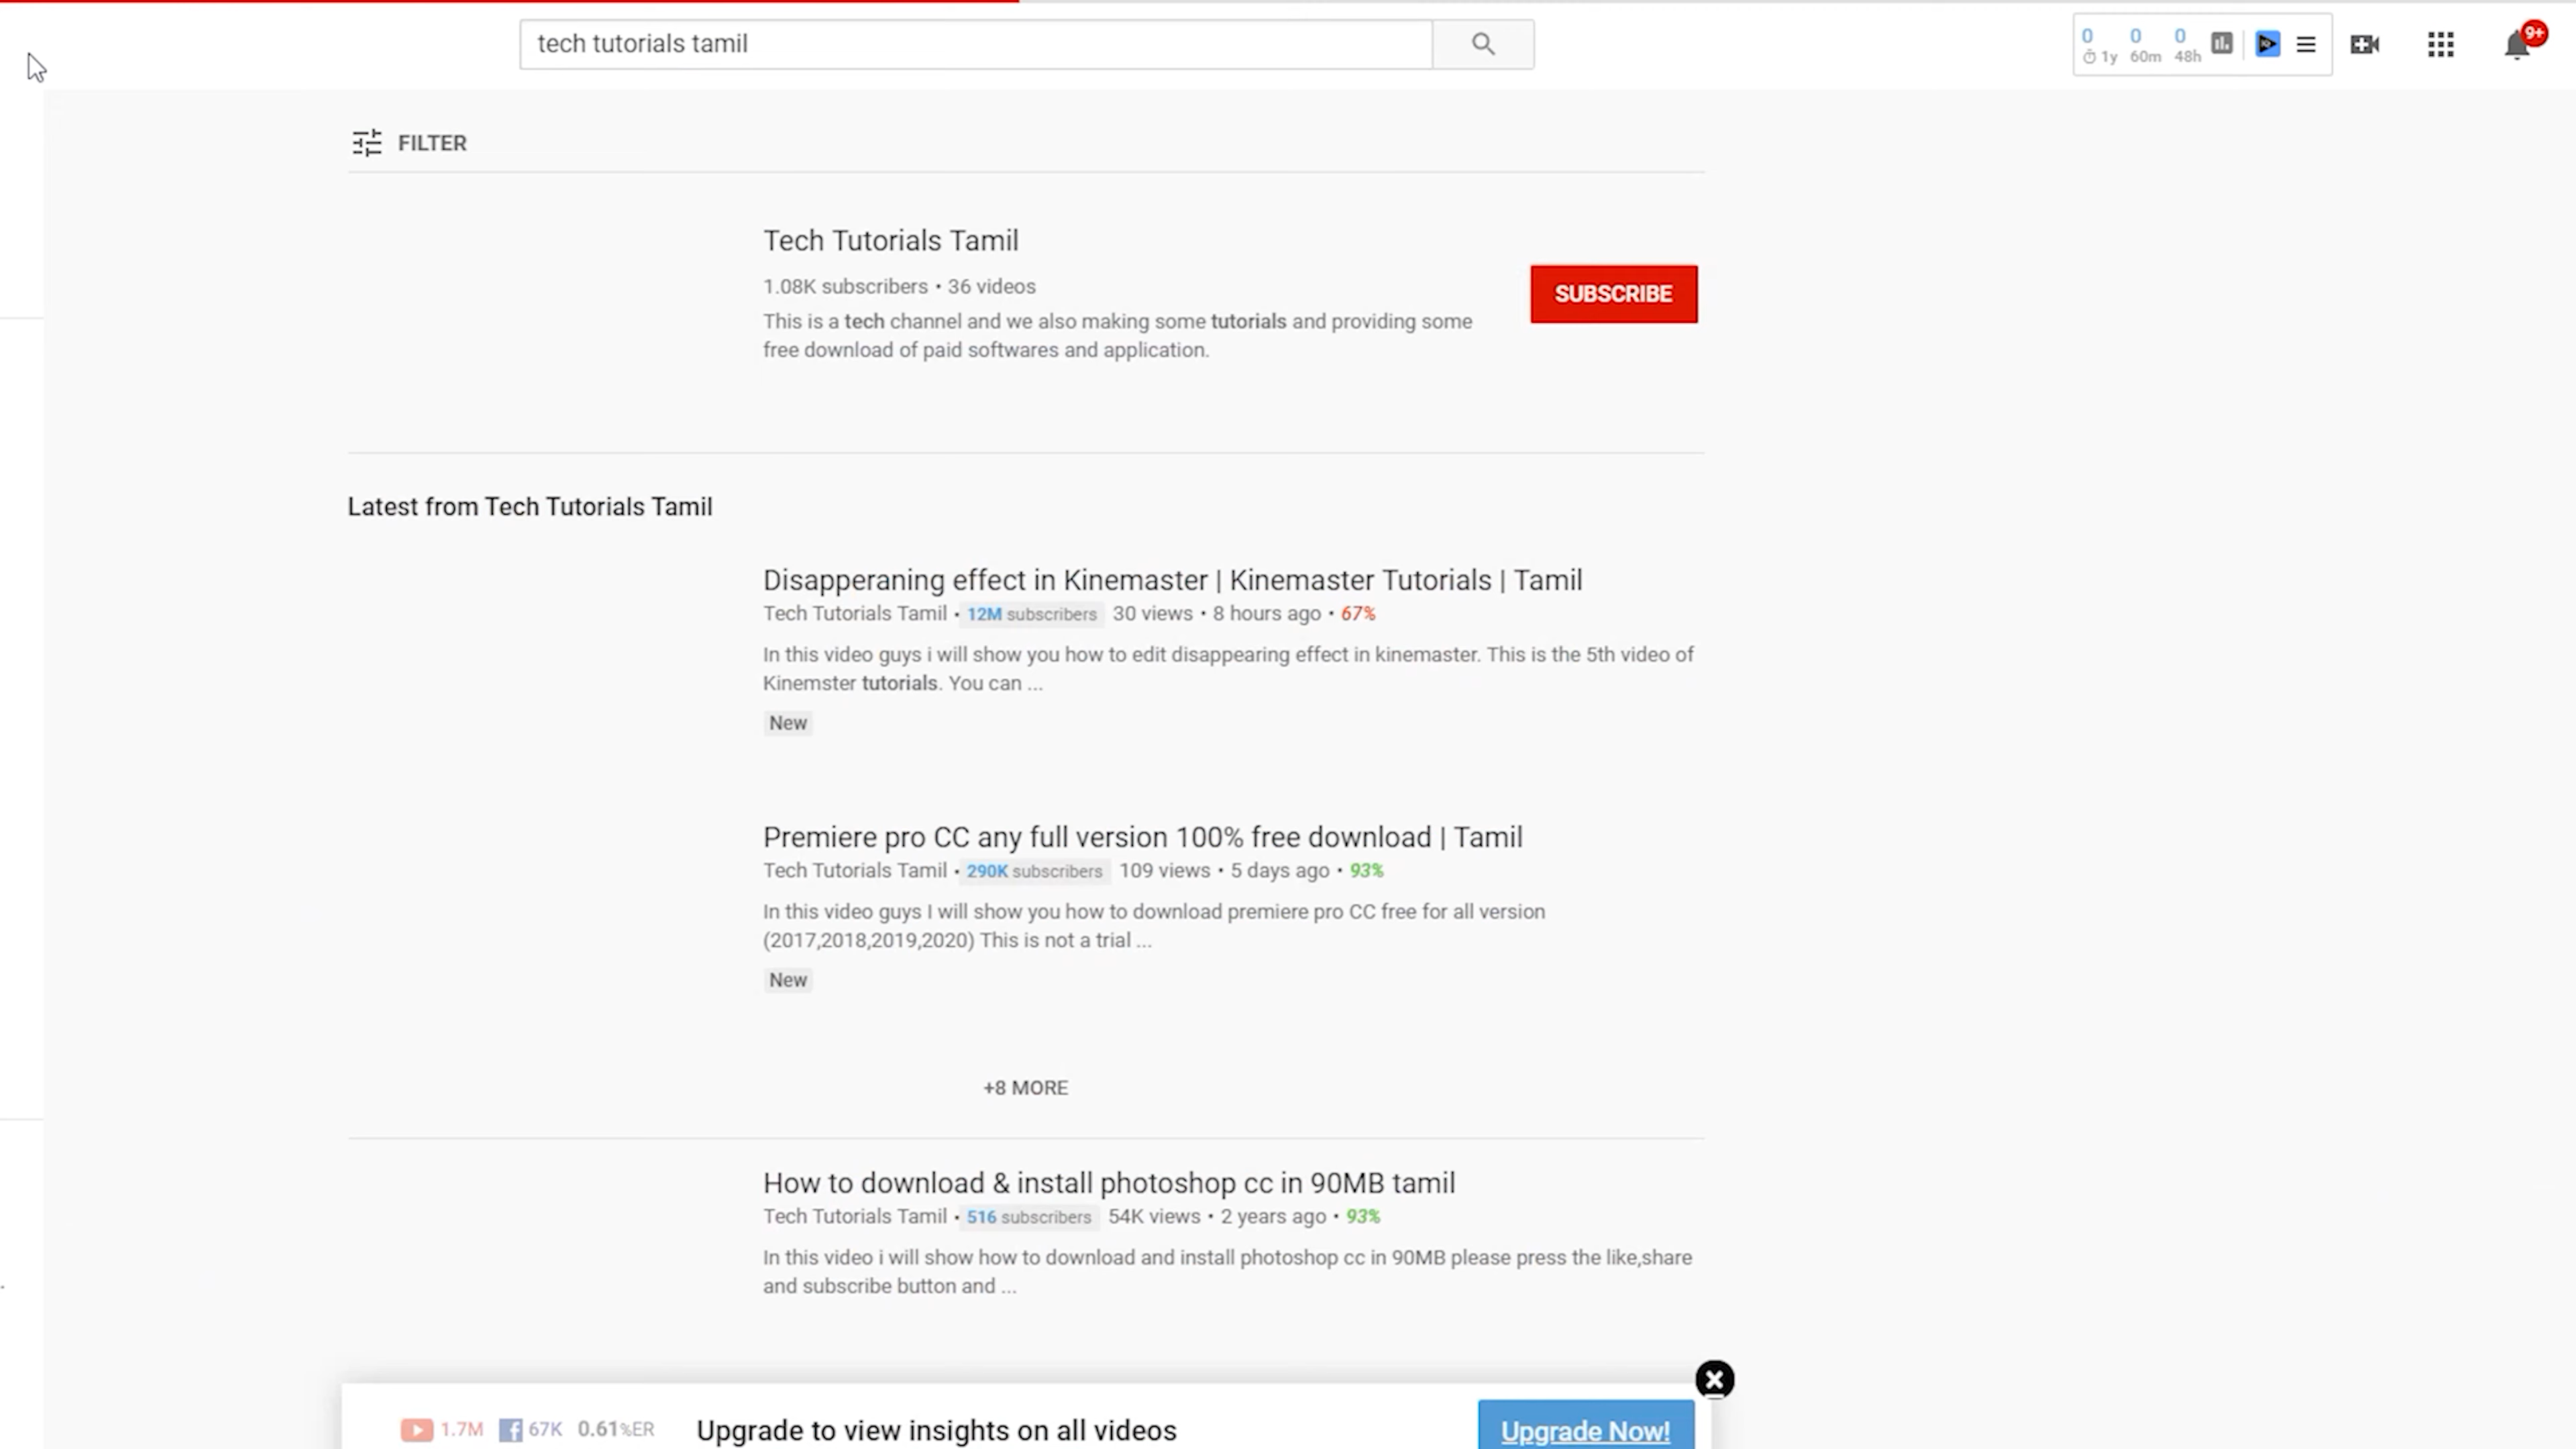 tech tutorials tamil
0 0 0
1y 60m 48h
9+
FILTER
Tech Tutorials Tamil
1.08K subscribers • 36 videos
This is a tech channel and we also making some tutorials and providing some
free download of paid softwares and application.
SUBSCRIBE
Latest from Tech Tutorials Tamil
Disapperaning effect in Kinemaster | Kinemaster Tutorials | Tamil
Tech Tutorials Tamil • 12M subscribers 30 views • 8 hours ago • 67%
In this video guys i will show you how to edit disappearing effect in kinemaster. This is the 5th video of
Kinemster tutorials. You can ...
New
Premiere pro CC any full version 100% free download | Tamil
Tech Tutorials Tamil • 290K subscribers 109 views • 5 days ago • 93%
In this video guys I will show you how to download premiere pro CC free for all version
(2017,2018,2019,2020) This is not a trial ...
New
+8 MORE
How to download & install photoshop cc in 90MB tamil
Tech Tutorials Tamil • 516 subscribers 54K views • 2 years ago • 93%
In this video i will show how to download and install photoshop cc in 90MB please press the like,share
and subscribe button and ...
1.7M 67K 0.61%ER Upgrade to view insights on all videos Upgrade Now!